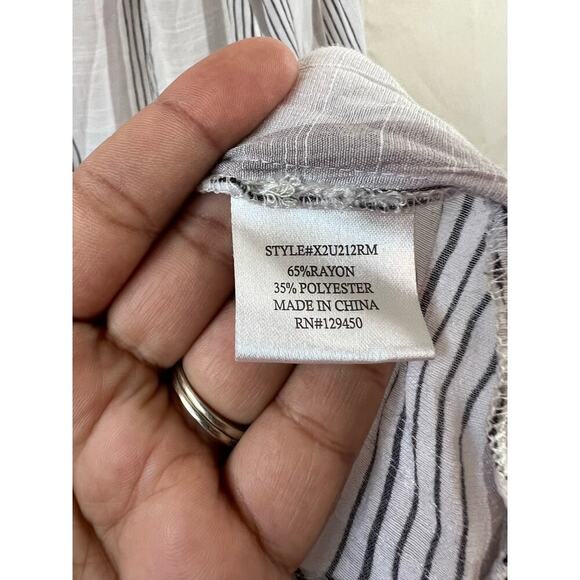 STYLE#X2U212RM
65%RAYON
35% POLYESTER
MADE IN CHINA
RN#129450